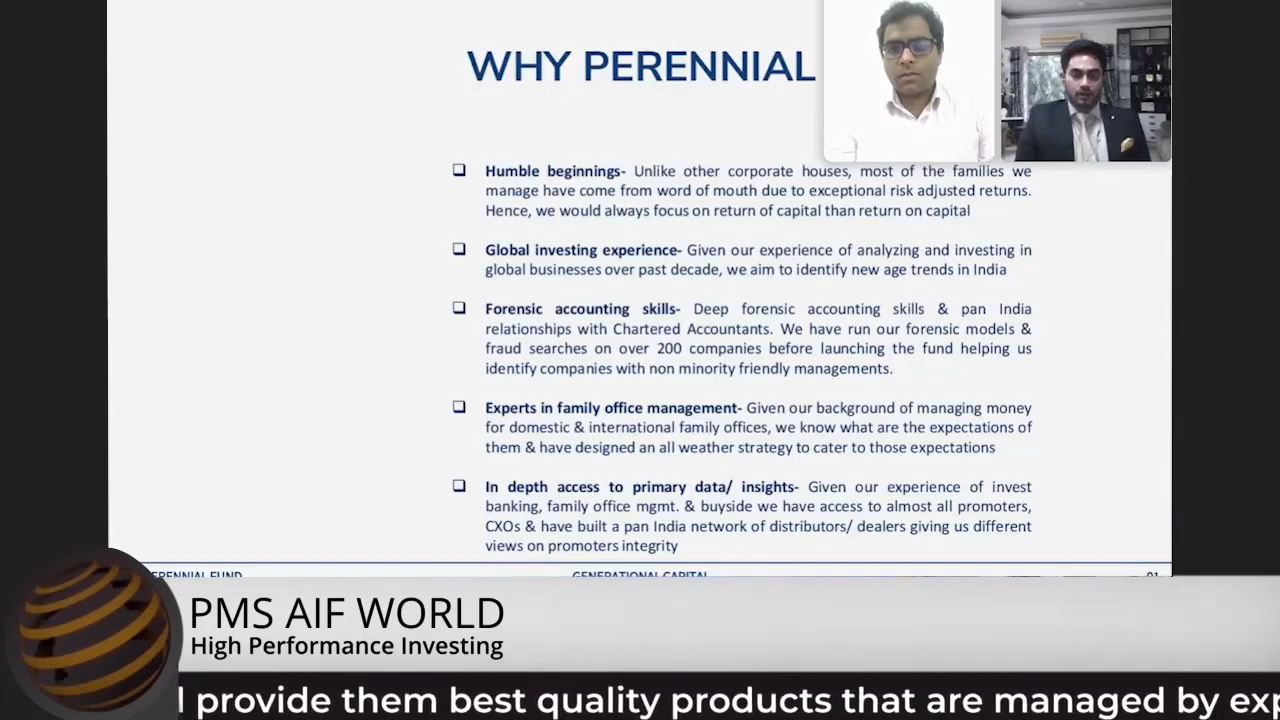 WHY PERENNIAL
Humble beginnings- Unlike other corporate houses, most of the families we
manage have come from word of mouth due to exceptional risk adjusted returns.
Hence, we would always focus on return of capital than return on capital
Global investing experience- Given our experience of analyzing and investing in
global businesses over past decade, we aim to identify new age trends in India
Forensic accounting skills- Deep forensic accounting skills & pan India
relationships with Chartered Accountants. We have run our forensic models &
fraud searches on over 200 companies before launching the fund helping us
identify companies with non minority friendly managements.
Experts in family office management- Given our background of managing money
for domestic & international family offices, we know what are the expectations of
them & have designed an all weather strategy to cater to those expectations
In depth access to primary data/ insights- Given our experience of invest
banking, family office mgmt. & buyside we have access to almost all promoters,
CXOs & have built a pan India network of distributors/ dealers giving us different
views on promoters integrity
ERENNIAL FUND GENERATIONAL CAPITAL 01
PMS AIF WORLD
High Performance Investing
provide them best quality products that are managed by exp